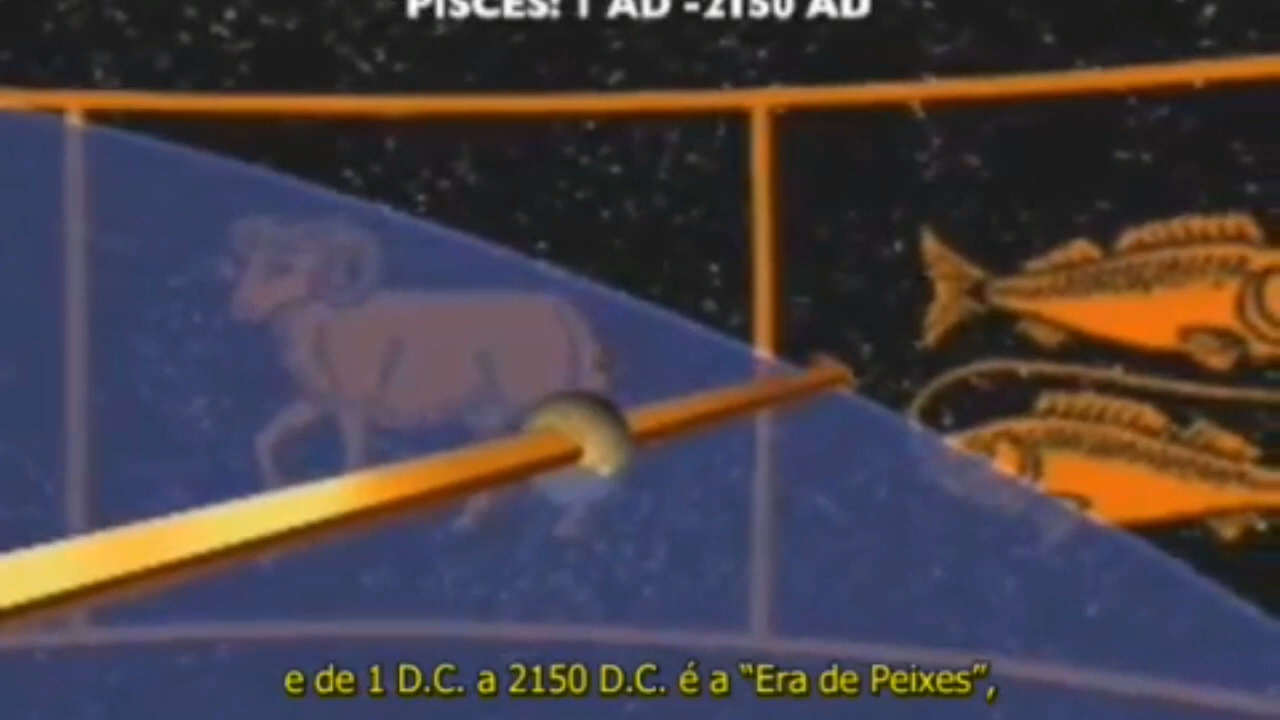 PISCES: 1 AD -2150 AD
e de 1 D.C. a 2150 D.C. é a “Era de Peixes”,